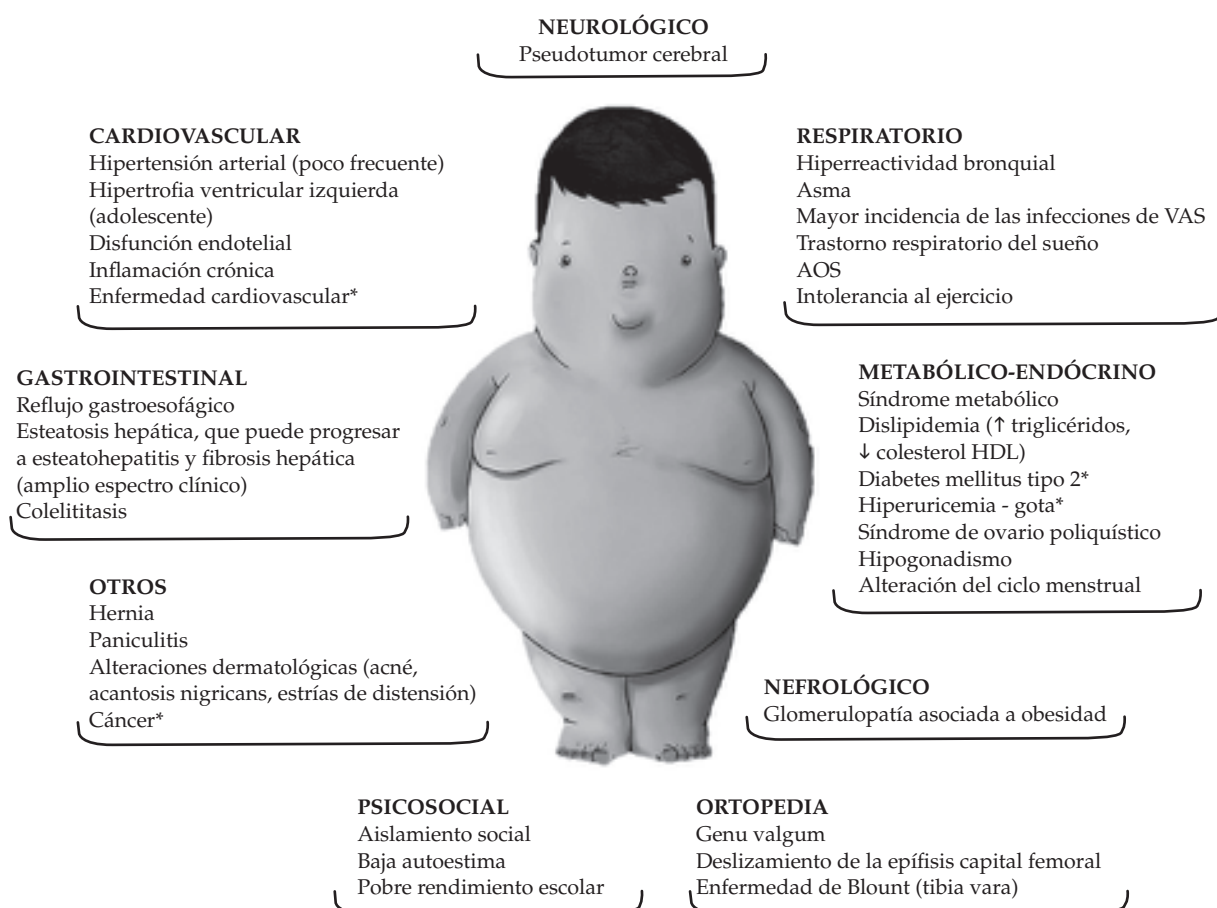 NEUROLÓGICO
Pseudotumor cerebral
CARDIOVASCULAR
Hipertensión arterial (poco frecuente)
Hipertrofia ventricular izquierda
(adolescente)
Disfunción endotelial
Inflamación crónica
Enfermedad cardiovascular*
RESPIRATORIO
Hiperreactividad bronquial
Asma
Mayor incidencia de las infecciones de VAS
Trastorno respiratorio del sueño
AOS
Intolerancia al ejercicio
GASTROINTESTINAL
Reflujo gastroesofágico
Esteatosis hepática, que puede progresar
a esteatohepatitis y fibrosis hepática
(amplio espectro clínico)
Colelititasis
METABÓLICO-ENDÓCRINO
Síndrome metabólico
Dislipidemia (↑ triglicéridos,
↓ colesterol HDL)
Diabetes mellitus tipo 2*
Hiperuricemia - gota*
Síndrome de ovario poliquístico
Hipogonadismo
Alteración del ciclo menstrual
OTROS
Hernia
Paniculitis
Alteraciones dermatológicas (acné,
acantosis nigricans, estrías de distensión)
Cáncer*
NEFROLÓGICO
Glomerulopatía asociada a obesidad
PSICOSOCIAL
Aislamiento social
Baja autoestima
Pobre rendimiento escolar
ORTOPEDIA
Genu valgum
Deslizamiento de la epífisis capital femoral
Enfermedad de Blount (tibia vara)